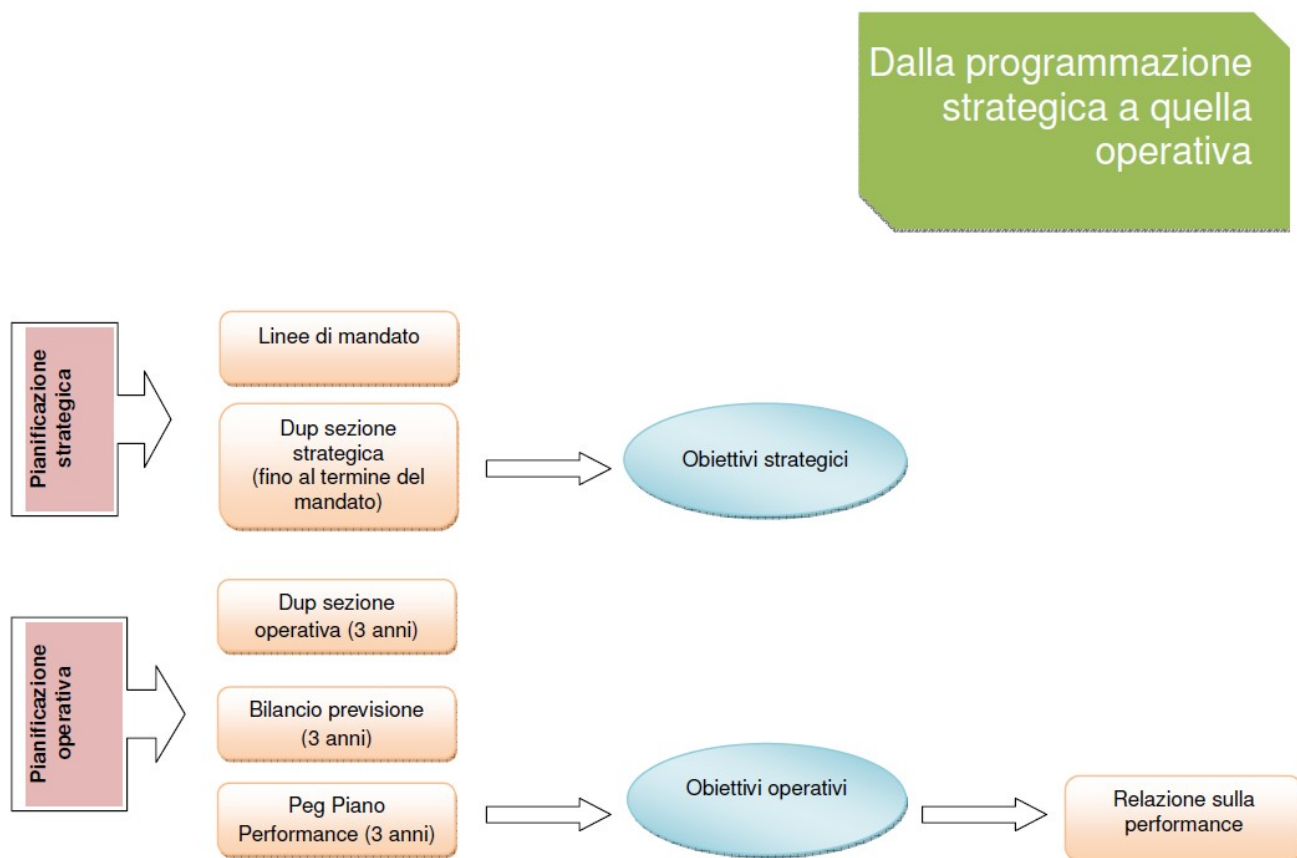 Dalla programmazione
strategica a quella
operativa
Pianificazione
strategica
Linee di mandato
Dup sezione
strategica
(fino al termine del
mandato)
Obiettivi strategici
Pianificazione
operativa
Dup sezione
operativa (3 anni)
Bilancio previsione
(3 anni)
Peg Piano
Performance (3 anni)
Obiettivi operativi
Relazione sulla
performance